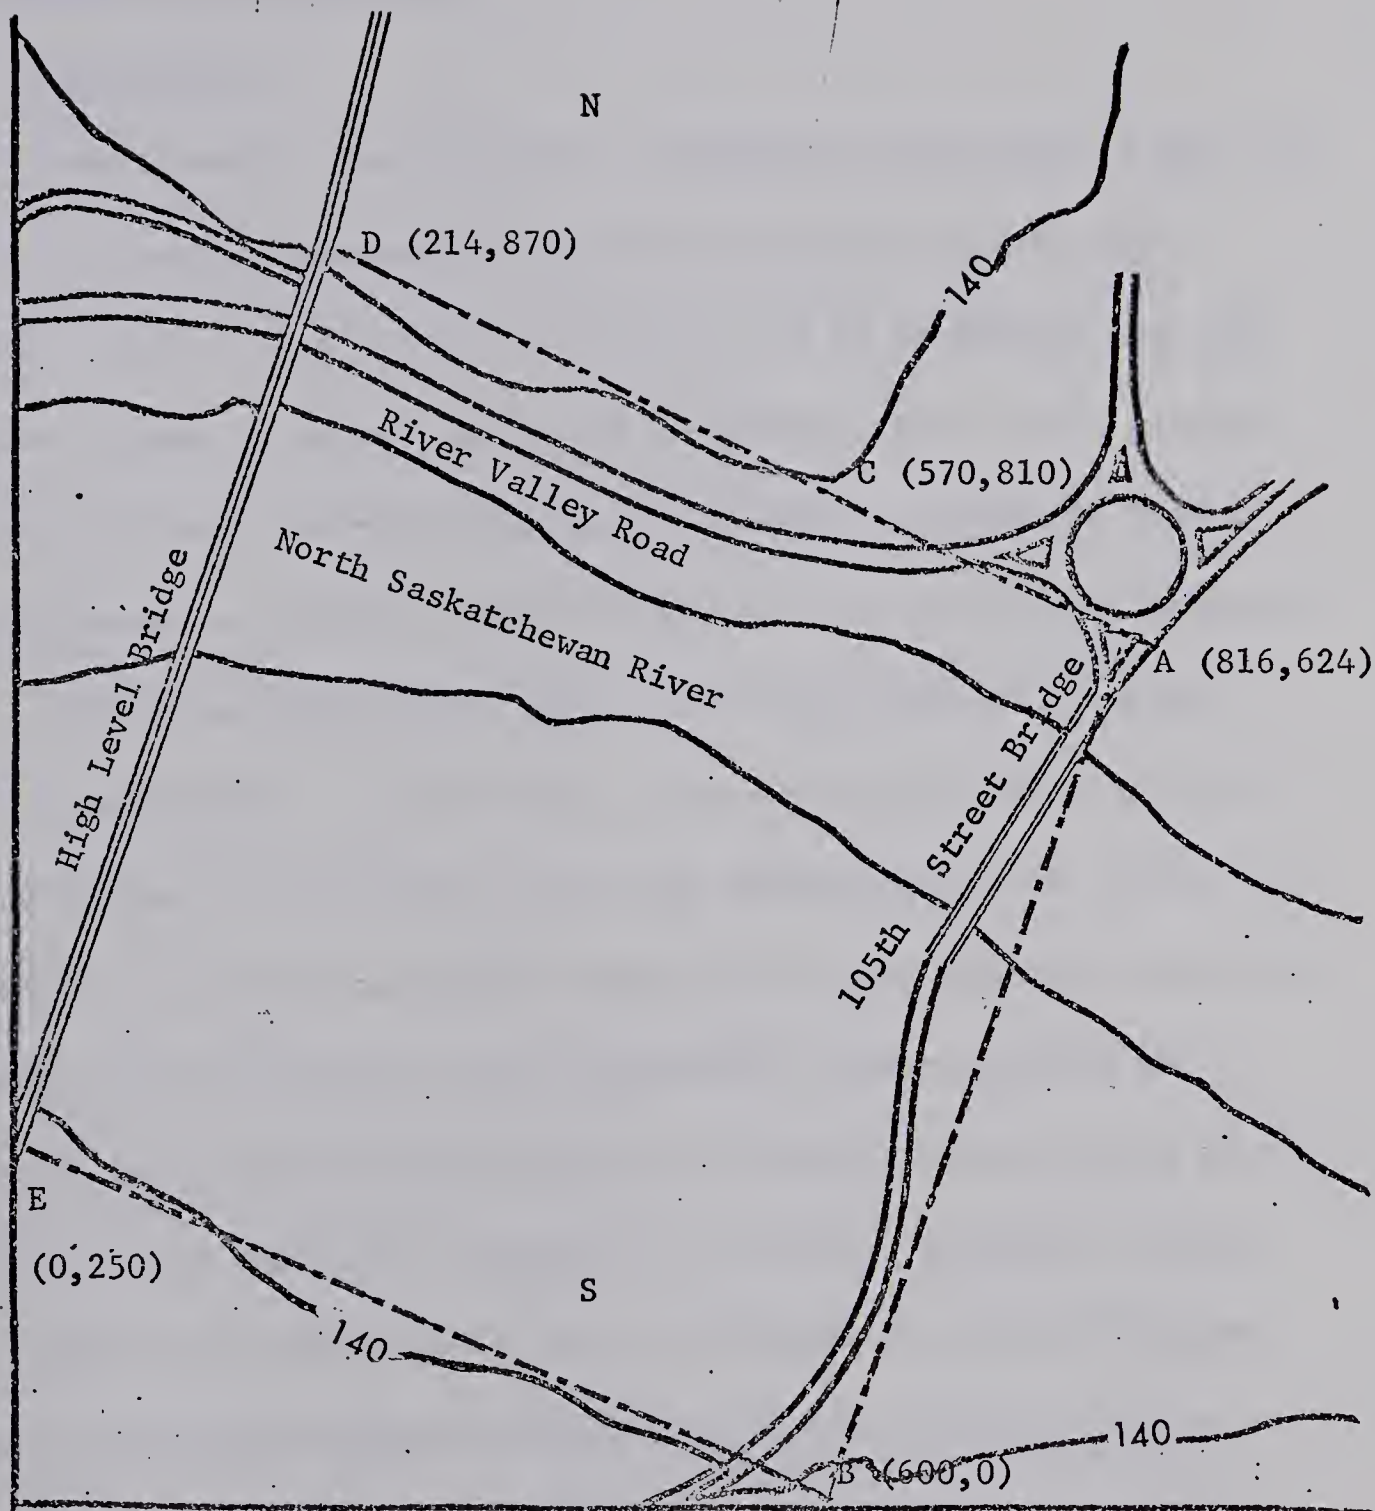 N
D (214,870)
140
C (570,810)
River Valley Road
North Saskatchewan River
High Level Bridge
A (816,624)
105th Street Bridge
E
(0,250)
S
140
140
B (600,0)